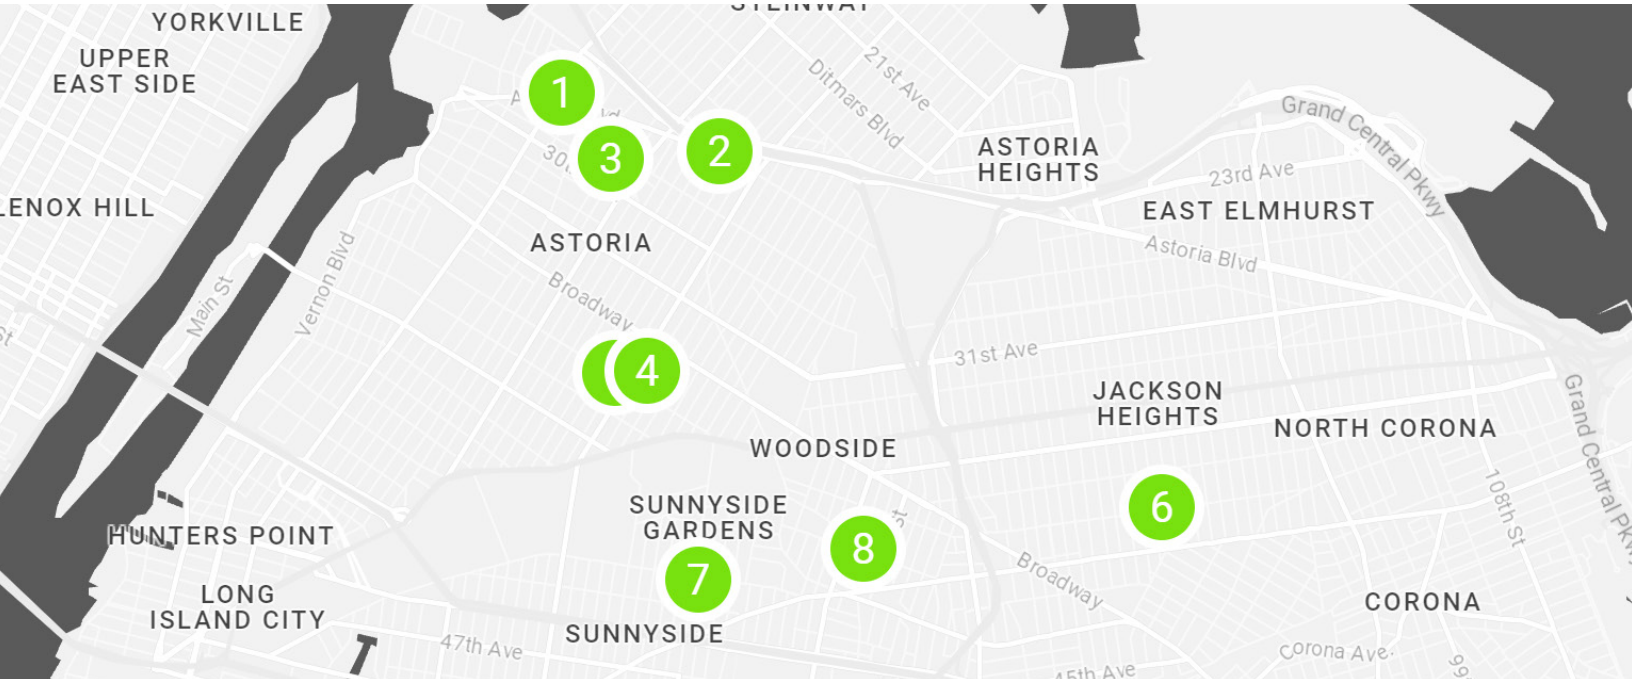 STEINWAY
YORKVILLE
UPPER
EAST SIDE
21st Ave
Ditmars Blvd
1
3
2
Grand Central Pkwy
ASTORIA
HEIGHTS
23rd Ave
LENOX HILL
EAST ELMHURST
ASTORIA
Astoria Blvd
Vernon Blvd
Main St
Broadway
31st Ave
4
JACKSON
HEIGHTS
Grand Central Pkwy
NORTH CORONA
WOODSIDE
SUNNYSIDE
GARDENS
6
108th St
HUNTERS POINT
8
7
Broadway
LONG
ISLAND CITY
CORONA
SUNNYSIDE
47th Ave
Corona Ave.
45th Ave